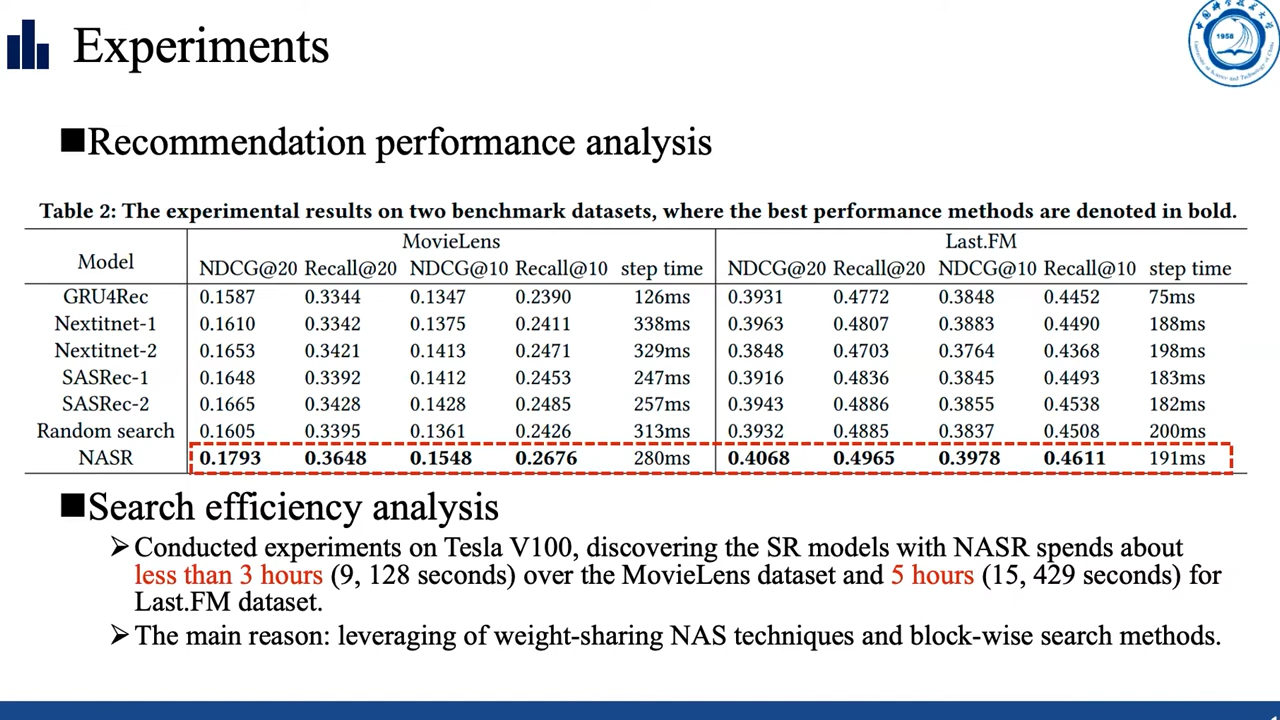 Experiments
1958
University of Science and Technology of China
■Recommendation performance analysis
Table 2: The experimental results on two benchmark datasets, where the best performance methods are denoted in bold.
Model MovieLens Last.FM
NDCG@20 Recall@20 NDCG@10 Recall@10 step time NDCG@20 Recall@20 NDCG@10 Recall@10 step time
GRU4Rec 0.1587 0.3344 0.1347 0.2390 126ms 0.3931 0.4772 0.3848 0.4452 75ms
Nextitnet-1 0.1610 0.3342 0.1375 0.2411 338ms 0.3963 0.4807 0.3883 0.4490 188ms
Nextitnet-2 0.1653 0.3421 0.1413 0.2471 329ms 0.3848 0.4703 0.3764 0.4368 198ms
SASRec-1 0.1648 0.3392 0.1412 0.2453 247ms 0.3916 0.4836 0.3845 0.4493 183ms
SASRec-2 0.1665 0.3428 0.1428 0.2485 257ms 0.3943 0.4886 0.3855 0.4538 182ms
Random search 0.1605 0.3395 0.1361 0.2426 313ms 0.3932 0.4885 0.3837 0.4508 200ms
NASR 0.1793 0.3648 0.1548 0.2676 280ms 0.4068 0.4965 0.3978 0.4611 191ms
■Search efficiency analysis
➢Conducted experiments on Tesla V100, discovering the SR models with NASR spends about
less than 3 hours (9, 128 seconds) over the MovieLens dataset and 5 hours (15, 429 seconds) for
Last.FM dataset.
➢The main reason: leveraging of weight-sharing NAS techniques and block-wise search methods.